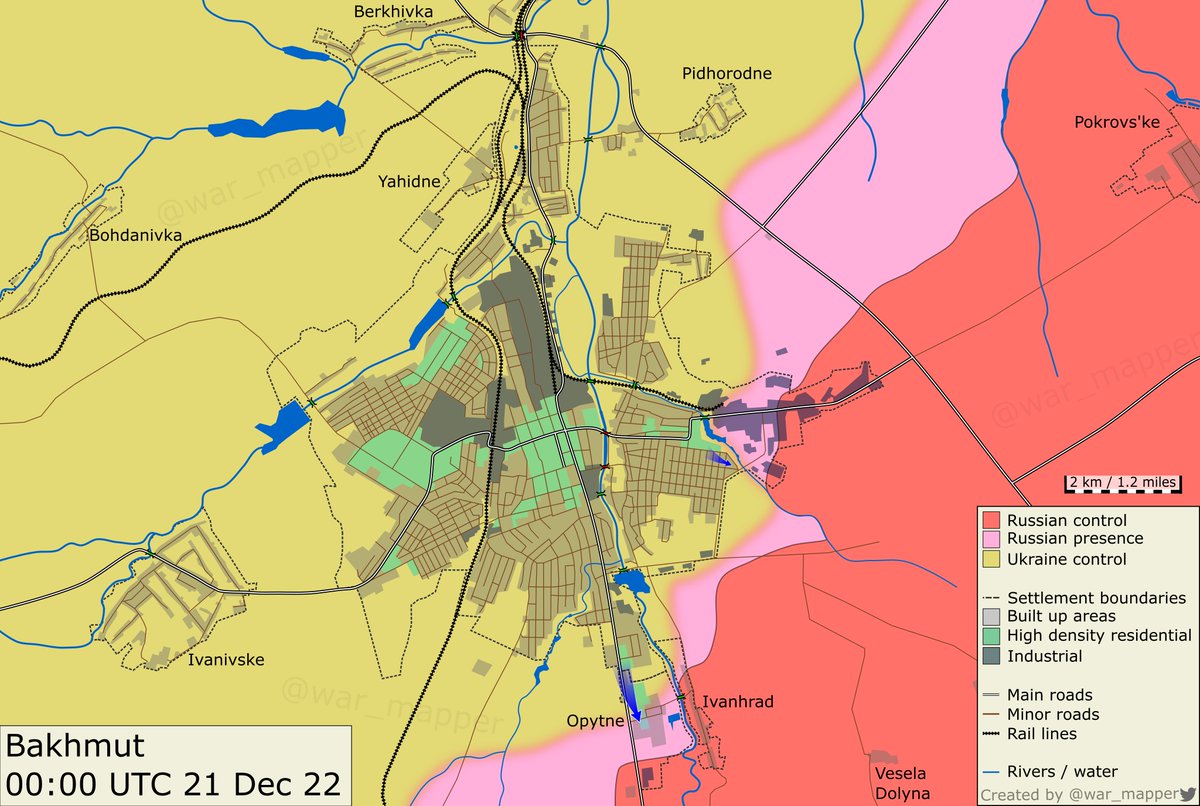 Berkhivka
Pidhorodne
Pokrovs'ke
@war_mapper
Yahidne
Bohdanivka
@war_mapper
2 km / 1.2 miles
Russian control
Russian presence
Ukraine control
Settlement boundaries
Built up areas
High density residential
Industrial
Main roads
Minor roads
Rail lines
Rivers / water
Created by @war_mapper
Ivanivske
@war_mapper
Ivanhrad
Opytne
Vesela
Dolyna
Bakhmut
00:00 UTC 21 Dec 22